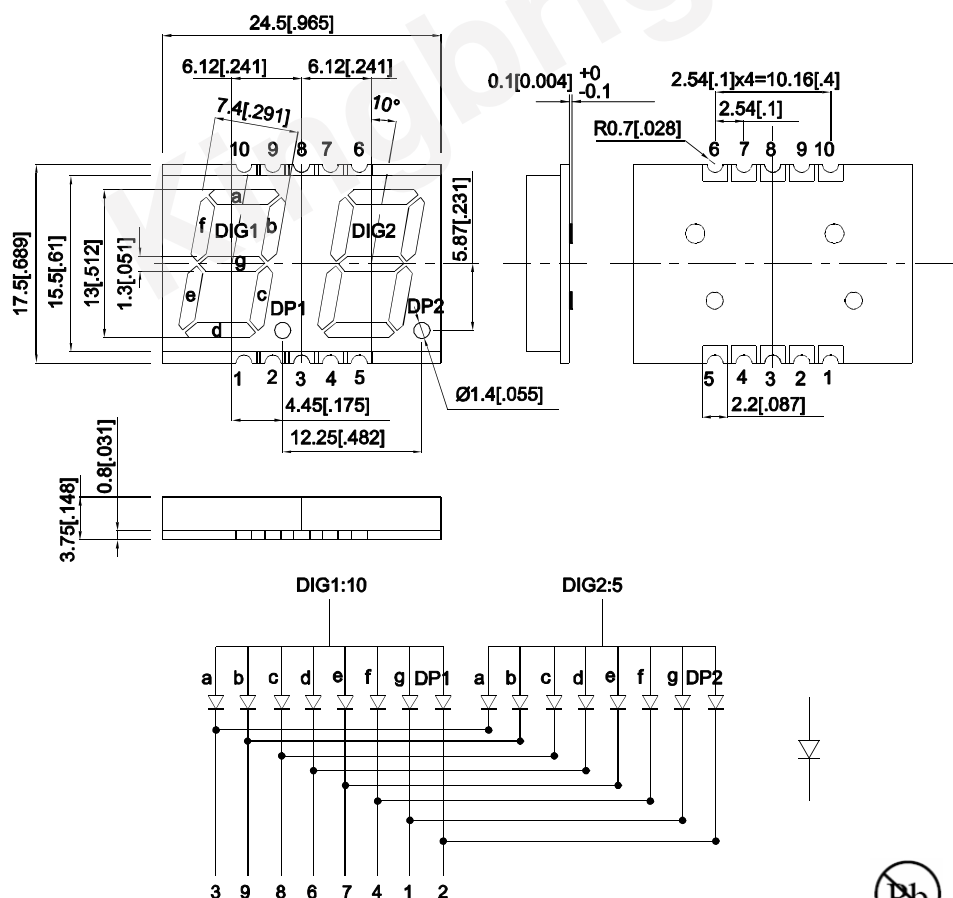 24.5[.965]
6.12[.241] 6.12[.241]
0.1[0.004] +0 -0.1
2.54[.1]x4=10.16[.4]
7.4[.291]
10°
2.54[.1]
R0.7[.028]
10 9 8 7 6
6 7 8 9 10
a
f DIG1 b
DIG2
g
e c
d
DP1
DP2
17.5[.689]
15.5[.61]
13[.512]
1.3[.051]
5.87[.231]
1 2 3 4 5
5 4 3 2 1
Ø1.4[.055]
4.45[.175]
2.2[.087]
12.25[.482]
0.8[.031]
3.75[.148]
DIG1:10
DIG2:5
a b c d e f g DP1 a b c d e f g DP2
3 9 8 6 7 4 1 2
Pb